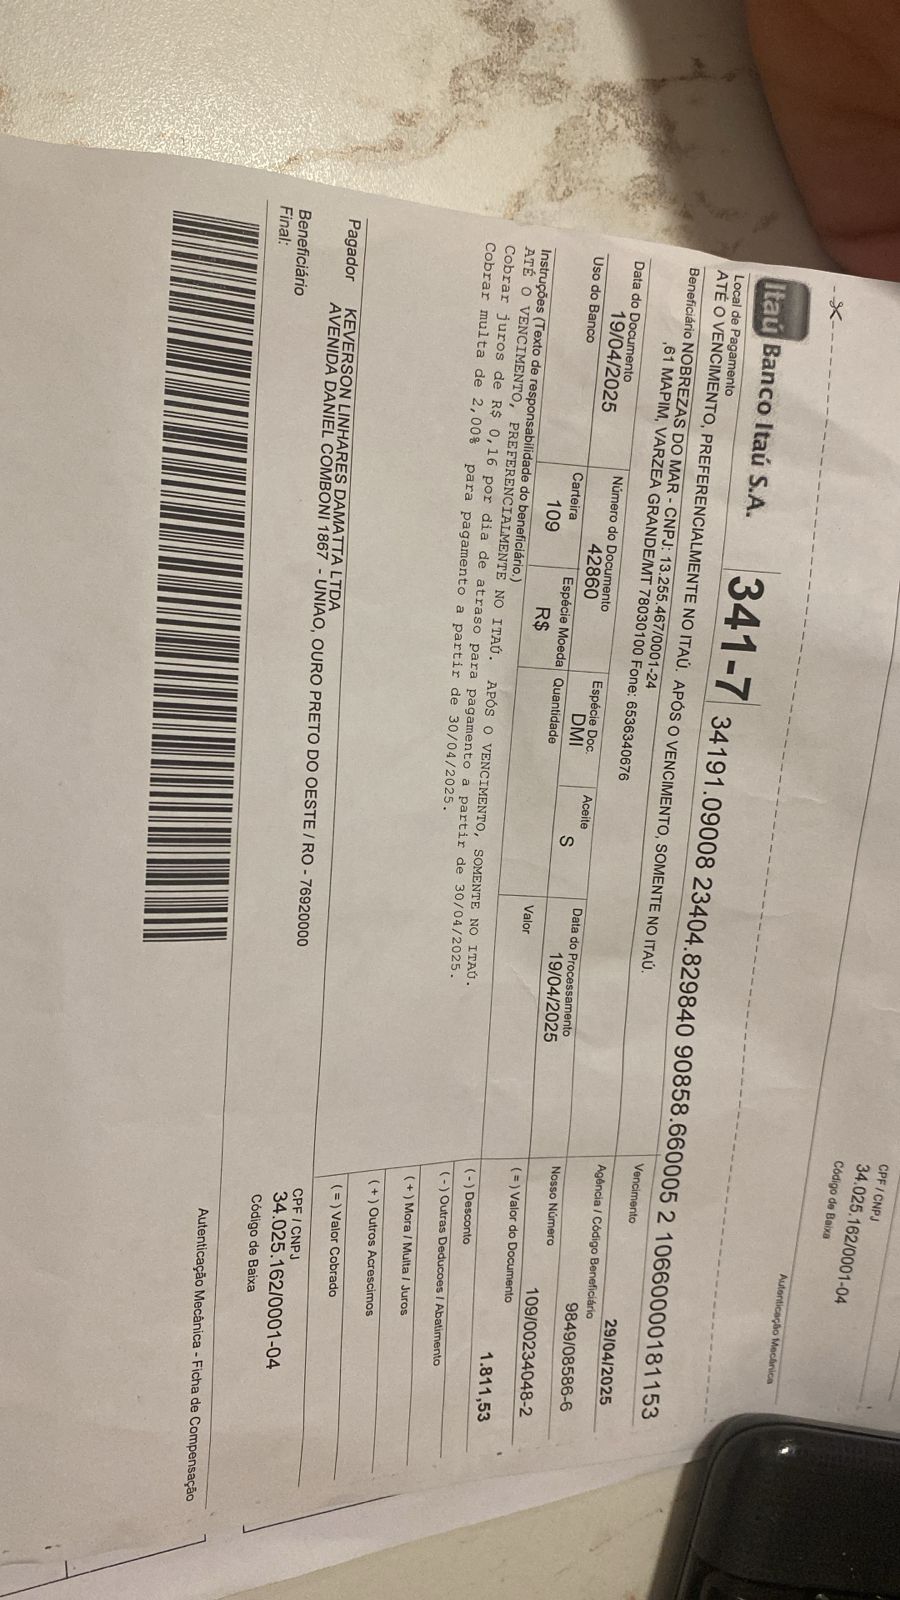 CPF / CNPJ
34.025.162/0001-04
Código de Baixa
Autenticação Mecânica
Itaú Banco Itaú S.A. 341-7 34191.09008 23404.829840 90858.660005 2 10660000181153
Local de Pagamento
ATÉ O VENCIMENTO, PREFERENCIALMENTE NO ITAÚ. APÓS O VENCIMENTO, SOMENTE NO ITAÚ.
Vencimento
29/04/2025
Beneficiário NOBREZAS DO MAR - CNPJ: 13.255.467/0001-24
,61 MAPIM, VARZEA GRANDE/MT 78030100 Fone: 6536340676
Agência / Código Beneficiário
9849/08586-6
Data do Documento Número do Documento Espécie Doc. Aceite Data do Processamento Nosso Número
19/04/2025 42860 DMI S 19/04/2025 109/00234048-2
Uso do Banco Carteira Espécie Moeda Quantidade Valor ( = ) Valor do Documento
109 R$ 1.811,53
Instruções (Texto de responsabilidade do beneficiário.)
ATÉ O VENCIMENTO, PREFERENCIALMENTE NO ITAÚ. APÓS O VENCIMENTO, SOMENTE NO ITAÚ.
Cobrar juros de R$ 0,16 por dia de atraso para pagamento a partir de 30/04/2025.
Cobrar multa de 2,00% para pagamento a partir de 30/04/2025.
( - ) Desconto
( - ) Outras Deducoes / Abatimento
( + ) Mora / Multa / Juros
( + ) Outros Acrescimos
( = ) Valor Cobrado
Pagador KEVERSON LINHARES DAMATTA LTDA
AVENIDA DANIEL COMBONI 1867 - UNIAO, OURO PRETO DO OESTE / RO - 76920000
CPF / CNPJ
34.025.162/0001-04
Beneficiário
Final:
Código de Baixa
Autenticação Mecânica - Ficha de Compensação